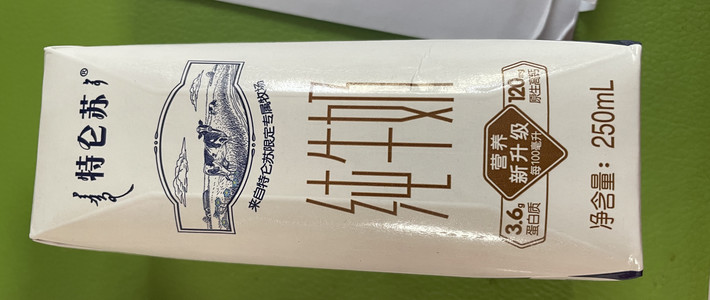 特仑苏®
来自特仑苏限定专属牧场
纯牛奶
营养
新升级
每100毫升
3.6g
蛋白质
120mg
原生高钙
净含量：250mL